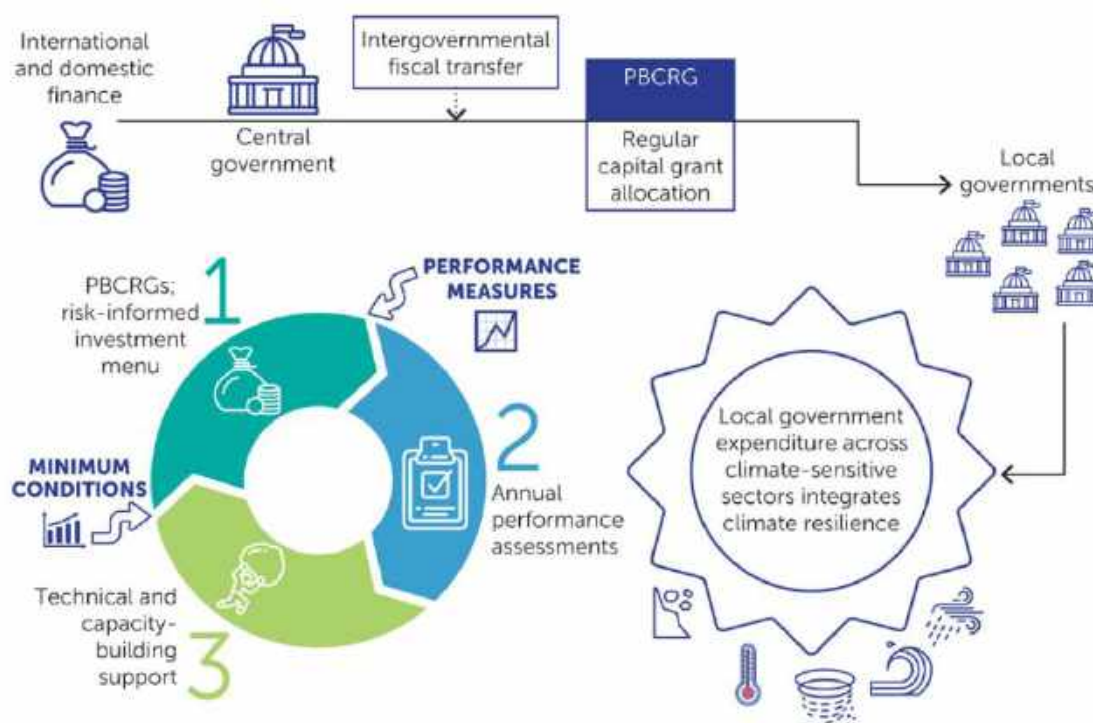 International
and domestic
finance
Central
government
Intergovernmental
fiscal transfer
PBCRG
Regular
capital grant
allocation
Local
governments
1
PBCRGs;
risk-informed
investment
menu
PERFORMANCE
MEASURES
2
Annual
performance
assessments
MINIMUM
CONDITIONS
Technical and
capacity-
building
support
3
Local government
expenditure across
climate-sensitive
sectors integrates
climate resilience